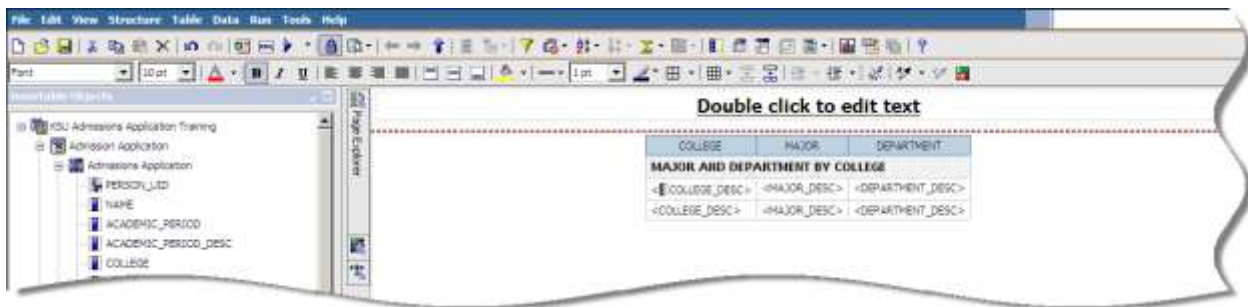 File Edit View Structure Table Data Run Tools Help
Font 10 pt B I U 1 pt
Insertable Objects
KSU Admissions Application Training
Admission Application
Admissions Application
PERSON_UID
NAME
ACADEMIC_PERIOD
ACADEMIC_PERIOD_DESC
COLLEGE
Page Explorer
Double click to edit text
COLLEGE MAJOR DEPARTMENT
MAJOR AND DEPARTMENT BY COLLEGE
<COLLEGE_DESC> <MAJOR_DESC> <DEPARTMENT_DESC>
<COLLEGE_DESC> <MAJOR_DESC> <DEPARTMENT_DESC>